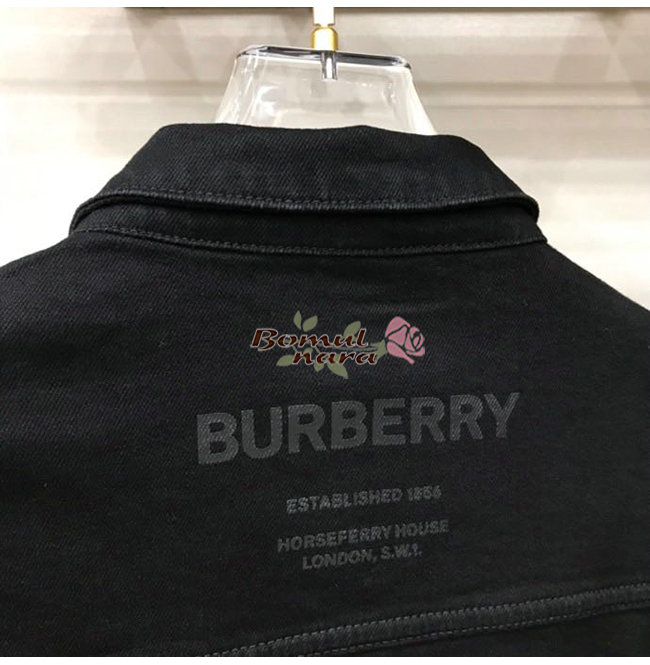 Bomul
nara
BURBERRY
ESTABLISHED 1856
HORSEFERRY HOUSE
LONDON, S.W.1.